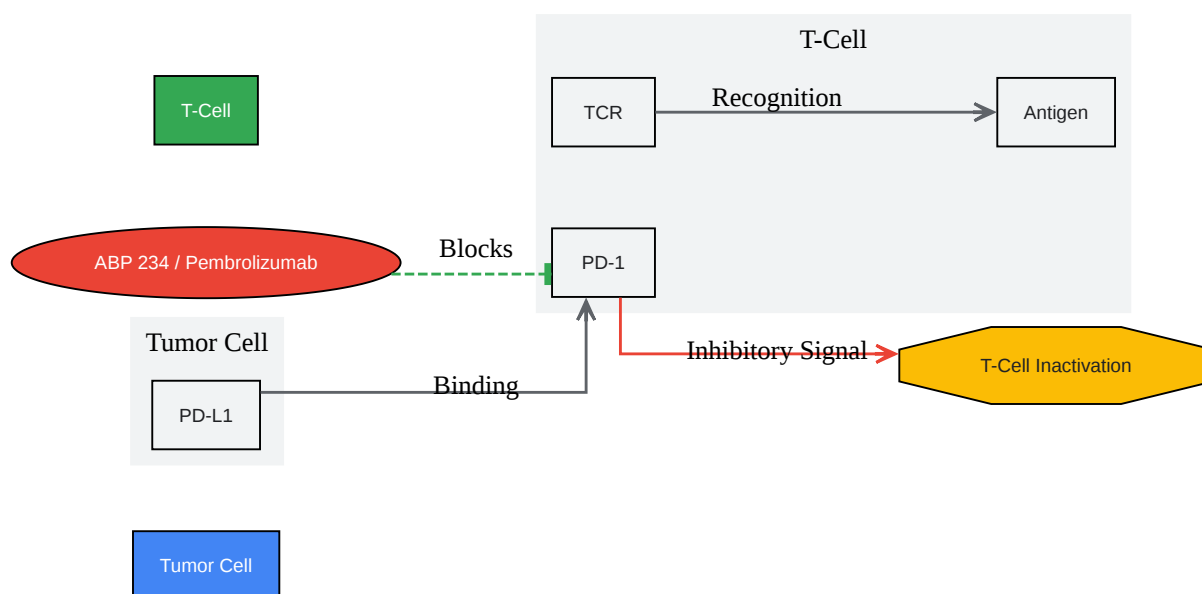 T-Cell
T-Cell
TCR
Recognition
Antigen
ABP 234 / Pembrolizumab
Blocks
PD-1
Tumor Cell
Inhibitory Signal
T-Cell Inactivation
PD-L1
Binding
Tumor Cell